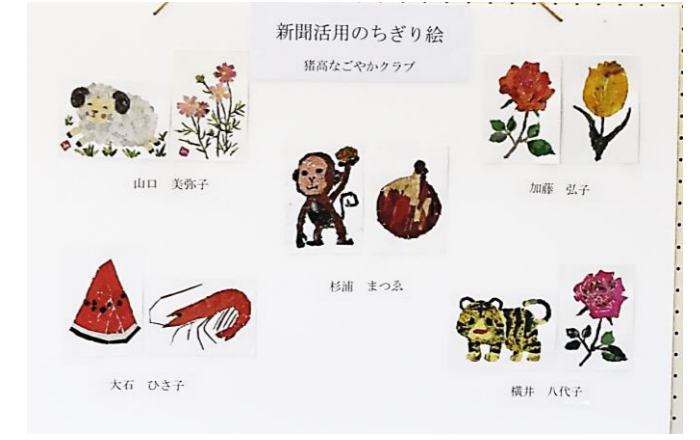 新聞活用のちぎり絵
猪高なごやかクラブ
山口　美弥子
加藤　弘子
杉浦　まつゑ
大石　ひさ子
横井　八代子